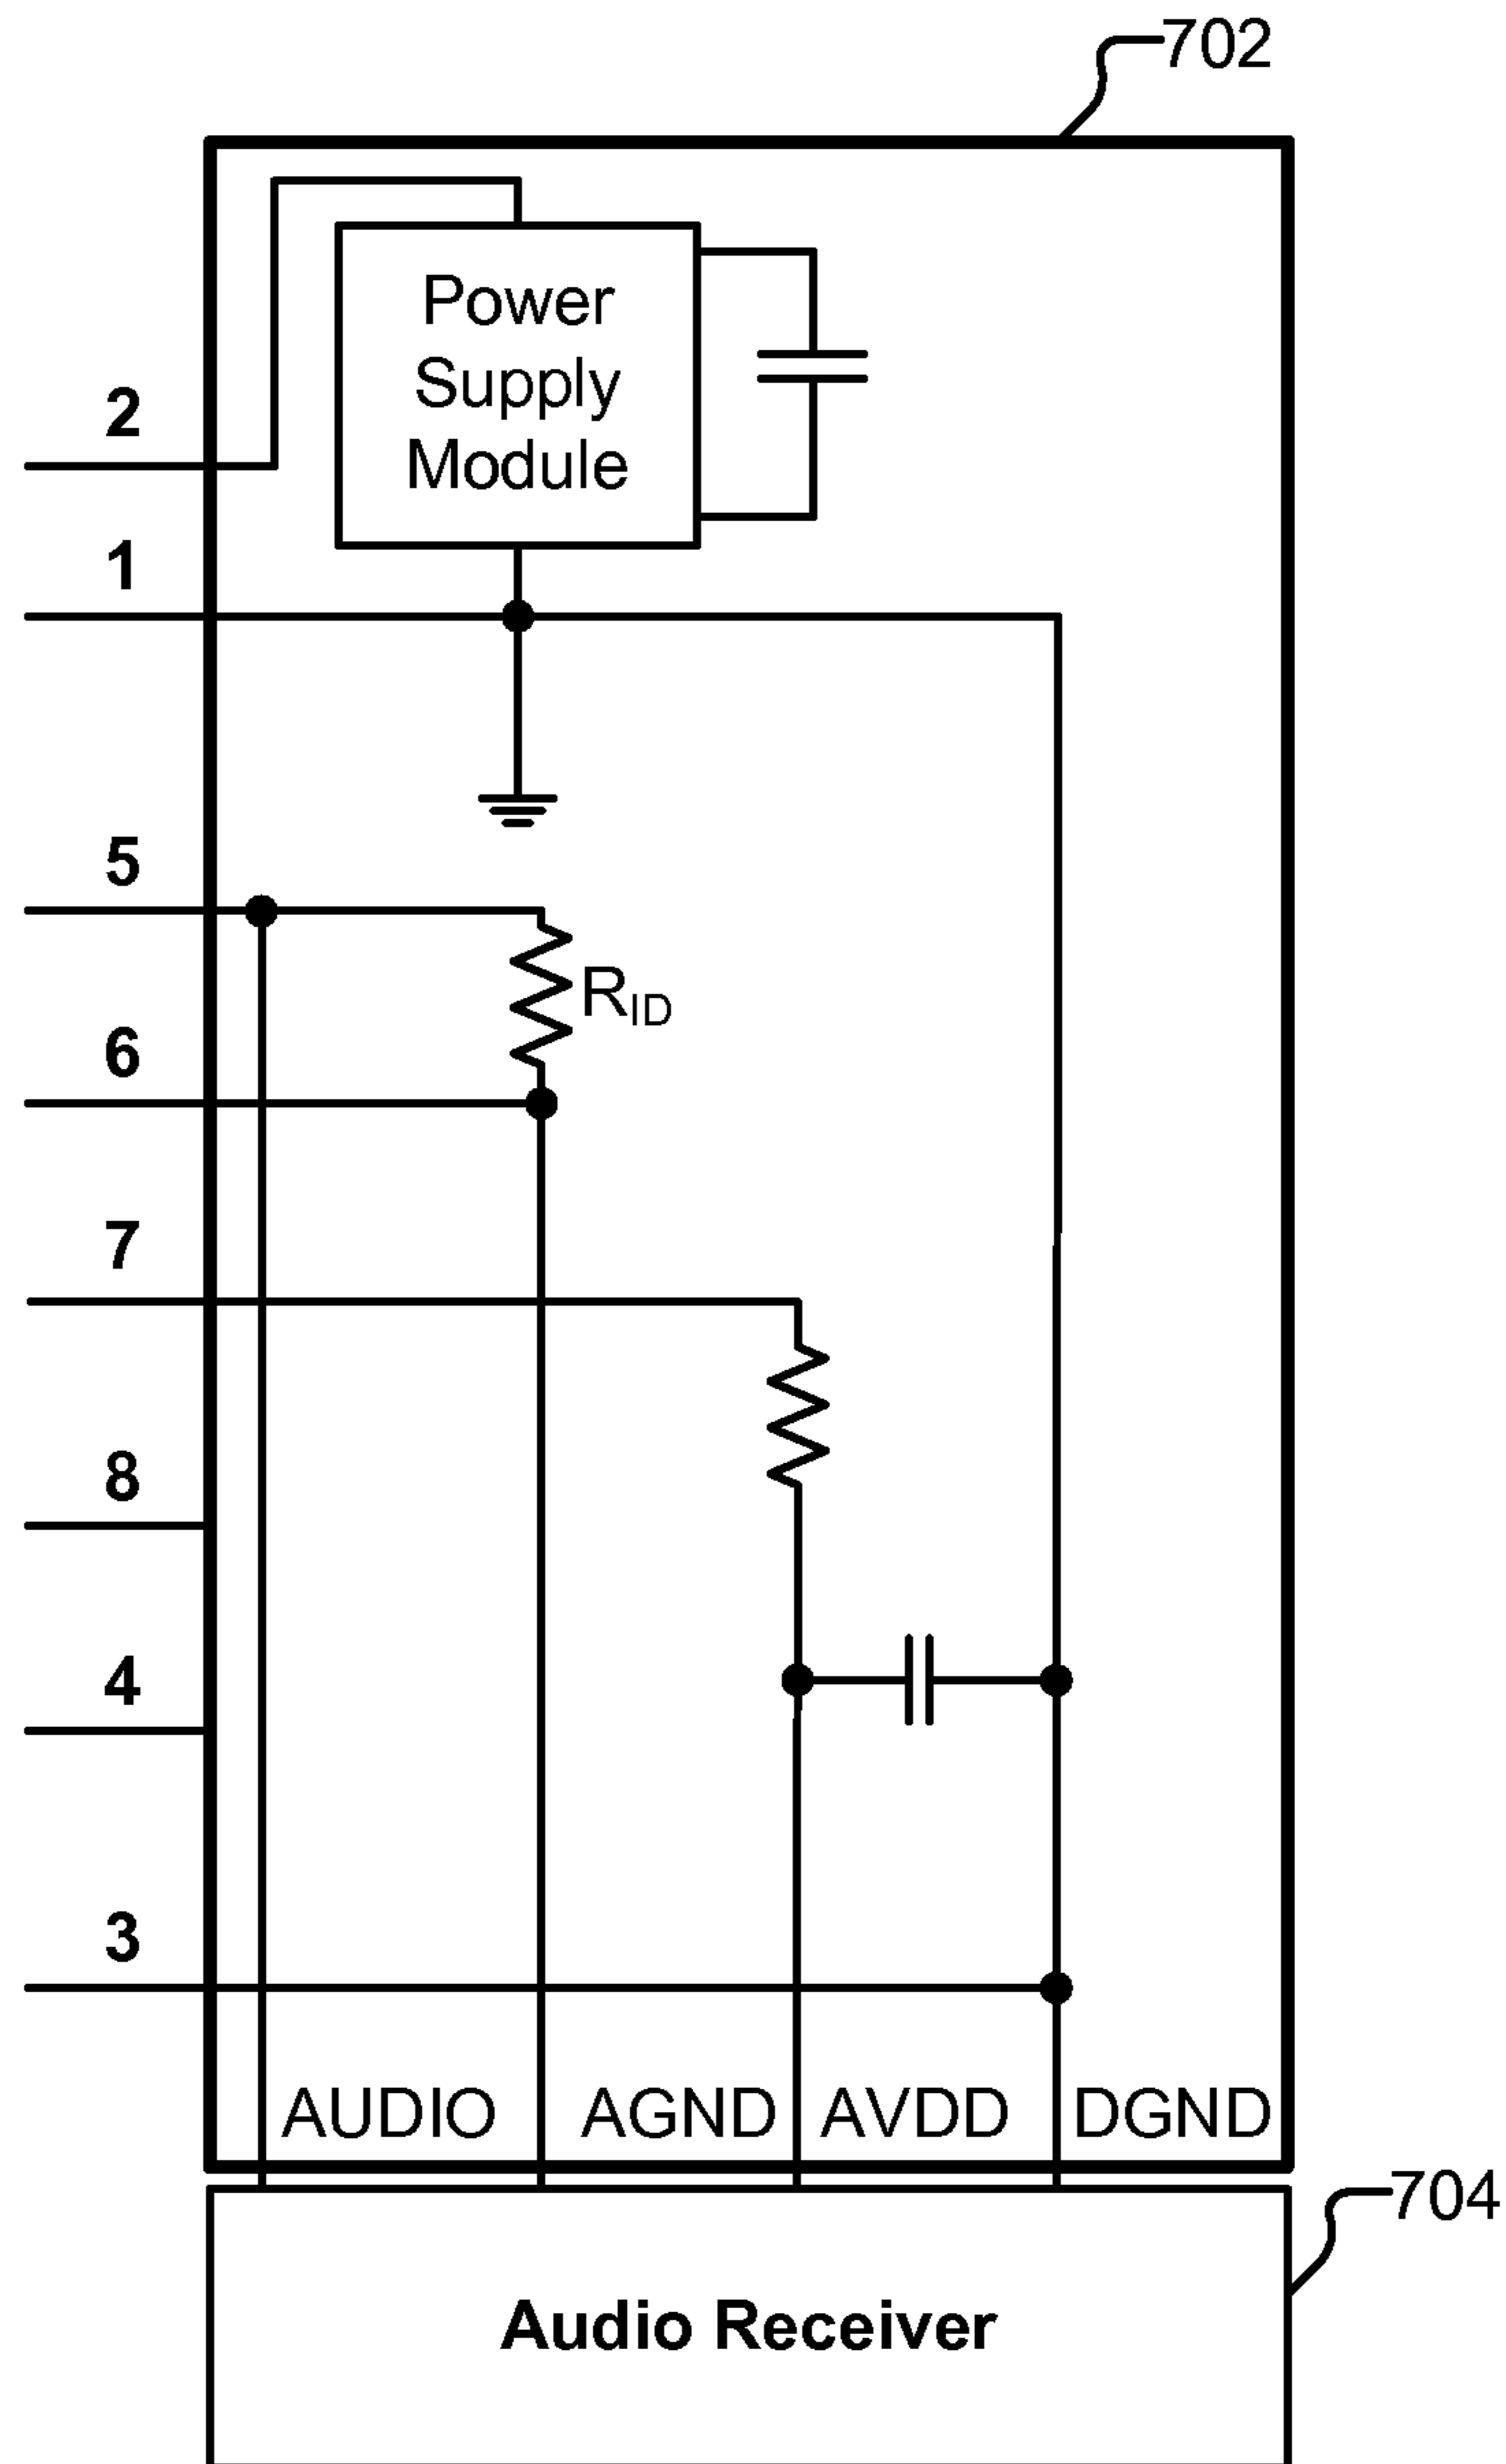 702
Power
Supply
Module
2
1
5
R_ID
6
7
8
4
3
AUDIO AGND AVDD DGND
704
Audio Receiver